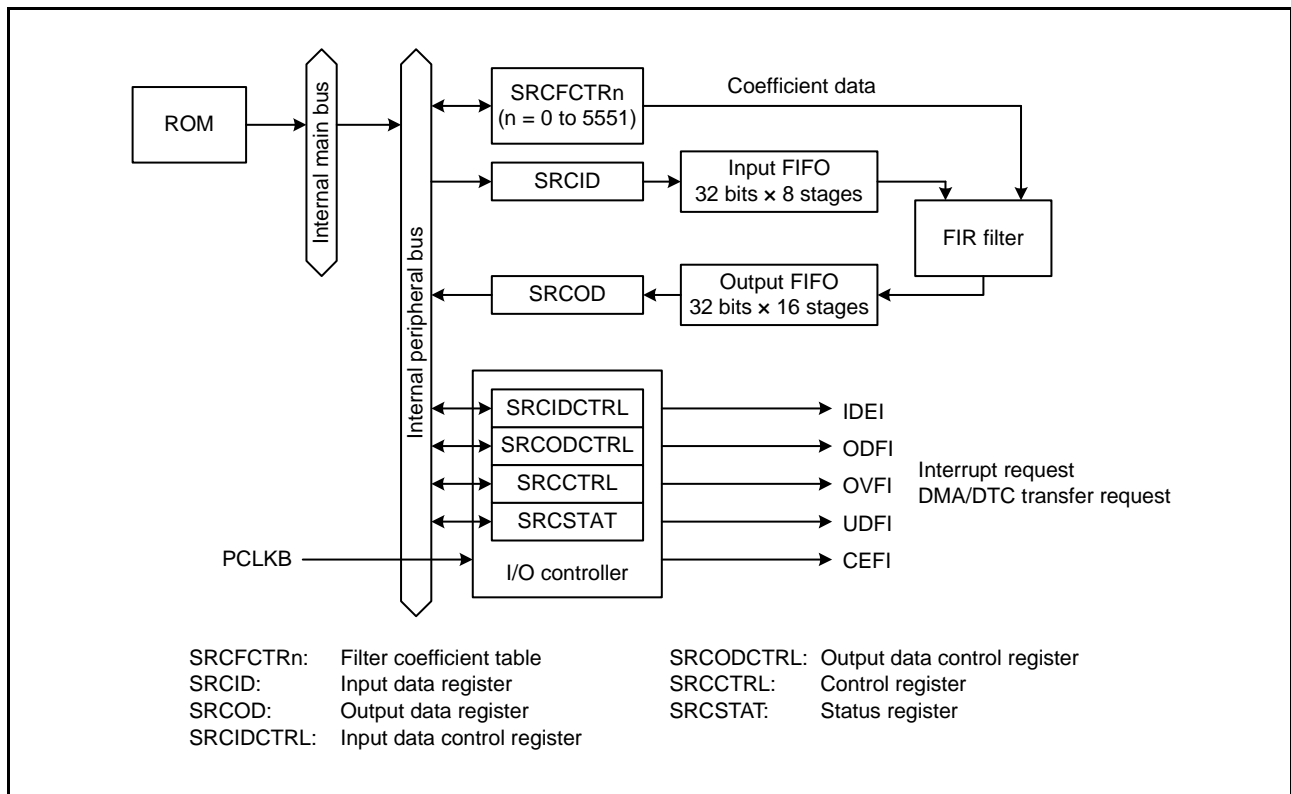 ROM
Internal main bus
Internal peripheral bus
SRCFCTRn
(n = 0 to 5551)
Coefficient data
SRCID
Input FIFO
32 bits × 8 stages
FIR filter
SRCOD
Output FIFO
32 bits × 16 stages
SRCIDCTRL
SRCODCTRL
SRCCTRL
SRCSTAT
I/O controller
PCLKB
IDEI
ODFI
OVFI
UDFI
CEFI
Interrupt request
DMA/DTC transfer request
SRCFCTRn: Filter coefficient table
SRCID: Input data register
SRCOD: Output data register
SRCIDCTRL: Input data control register
SRCODCTRL: Output data control register
SRCCTRL: Control register
SRCSTAT: Status register